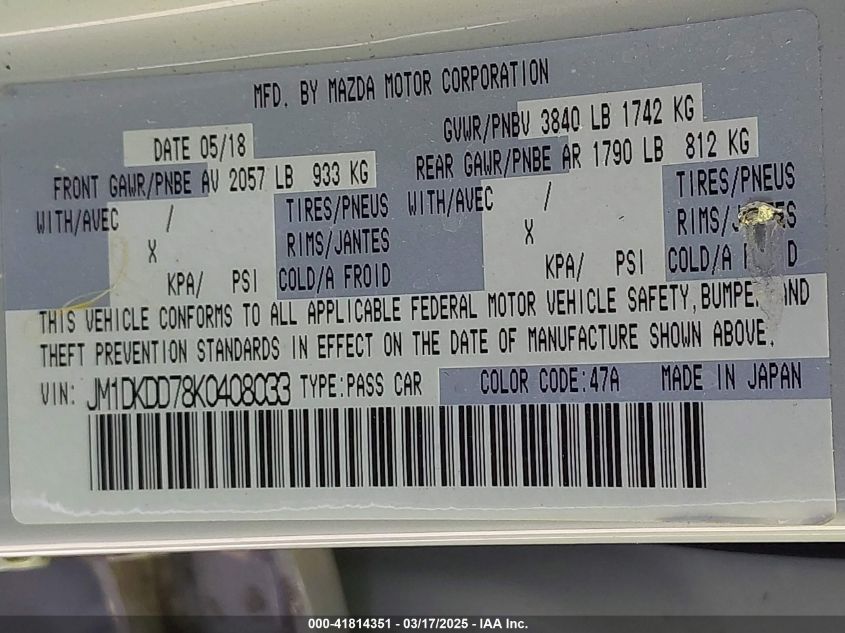 MFD. BY MAZDA MOTOR CORPORATION
DATE 05/18
GVWR/PNBV 3840 LB 1742 KG
FRONT GAWR/PNBE AV 2057 LB 933 KG
REAR GAWR/PNBE AR 1790 LB 812 KG
WITH/AVEC / TIRES/PNEUS
X RIMS/JANTES
KPA/ PSI COLD/A FROID
WITH/AVEC / TIRES/PNEUS
X
KPA/ PSI COLD/A
THIS VEHICLE CONFORMS TO ALL APPLICABLE FEDERAL MOTOR VEHICLE SAFETY,
THEFT PREVENTION STANDARDS IN EFFECT ON THE DATE OF MANUFACTURE SHOWN ABOVE.
VIN: JM1DKDD78K0408033 TYPE:PASS CAR COLOR CODE:47A MADE IN JAPAN
000-41814351 - 03/17/2025 - IAA Inc.